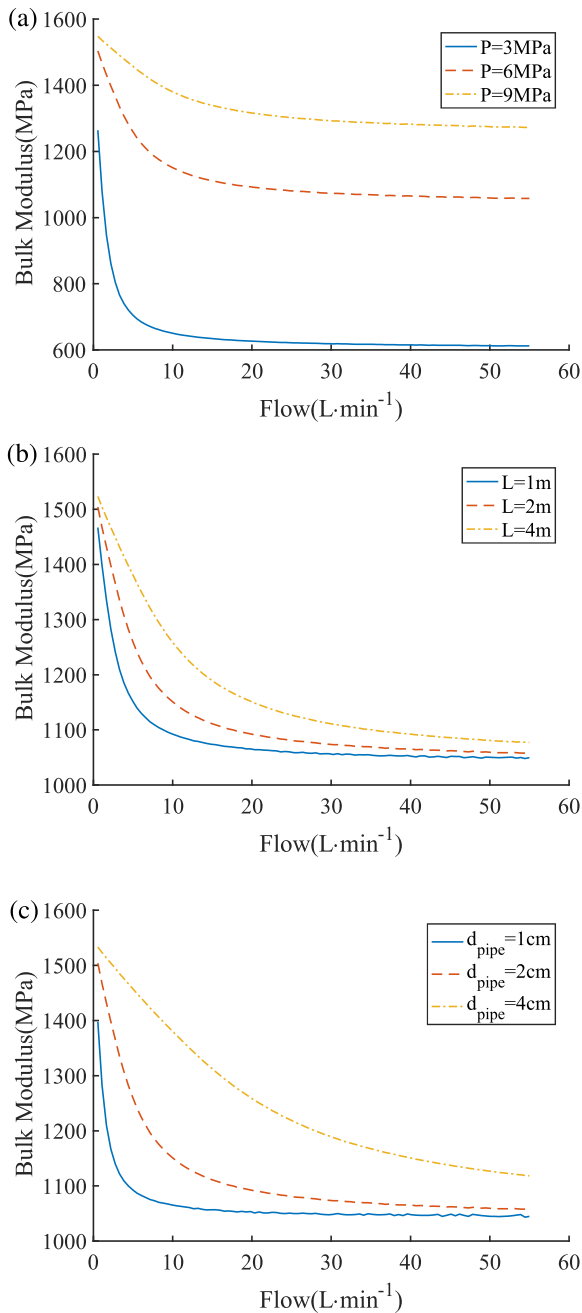 (a)
1600
1400
1200
1000
800
600
Bulk Modulus(MPa)
P=3MPa
P=6MPa
P=9MPa
0 10 20 30 40 50 60
Flow(L·min⁻¹)
(b)
1600
1500
1400
1300
1200
1100
1000
Bulk Modulus(MPa)
L=1m
L=2m
L=4m
0 10 20 30 40 50 60
Flow(L·min⁻¹)
(c)
1600
1500
1400
1300
1200
1100
1000
Bulk Modulus(MPa)
d_pipe=1cm
d_pipe=2cm
d_pipe=4cm
0 10 20 30 40 50 60
Flow(L·min⁻¹)